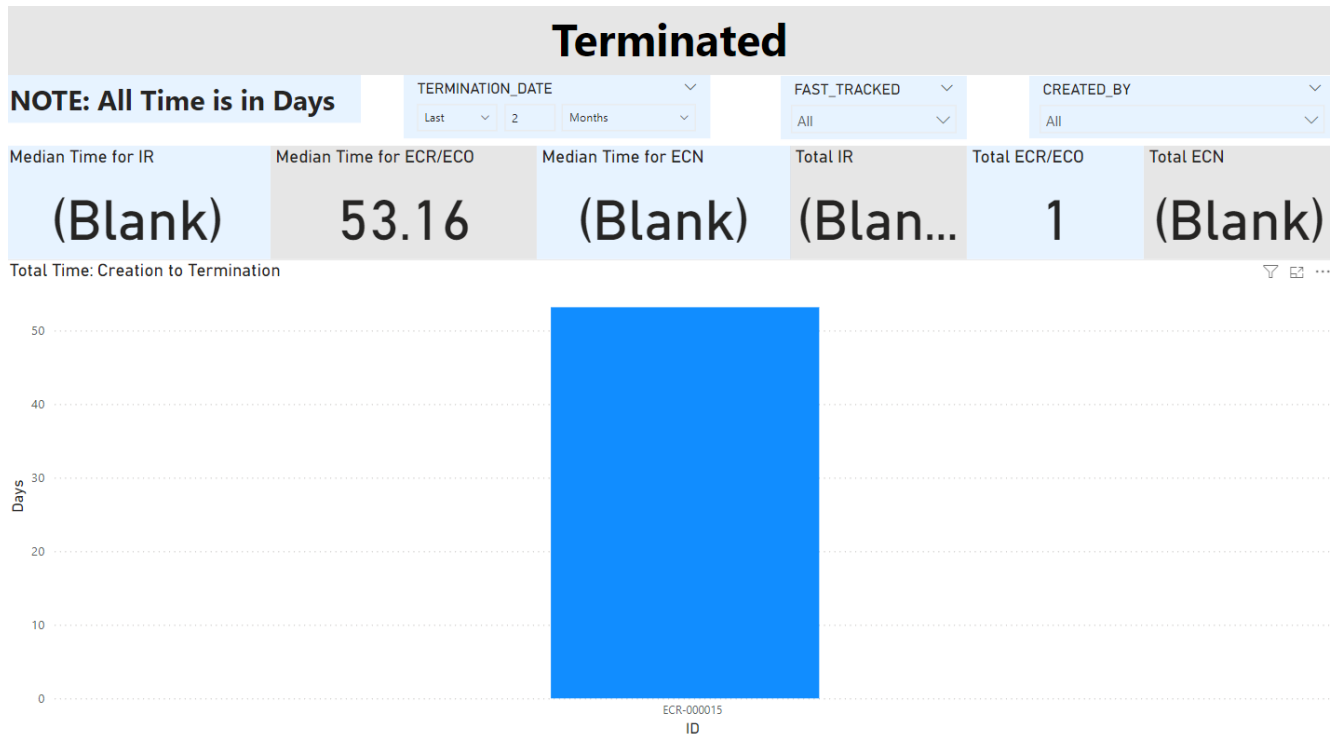 Terminated
NOTE: All Time is in Days
TERMINATION_DATE
Last 2 Months
FAST_TRACKED
All
CREATED_BY
All
Median Time for IR
(Blank)
Median Time for ECR/ECO
53.16
Median Time for ECN
(Blank)
Total IR
(Blan...
Total ECR/ECO
1
Total ECN
(Blank)
Total Time: Creation to Termination
Days
50
40
30
20
10
0
ECR-000015
ID